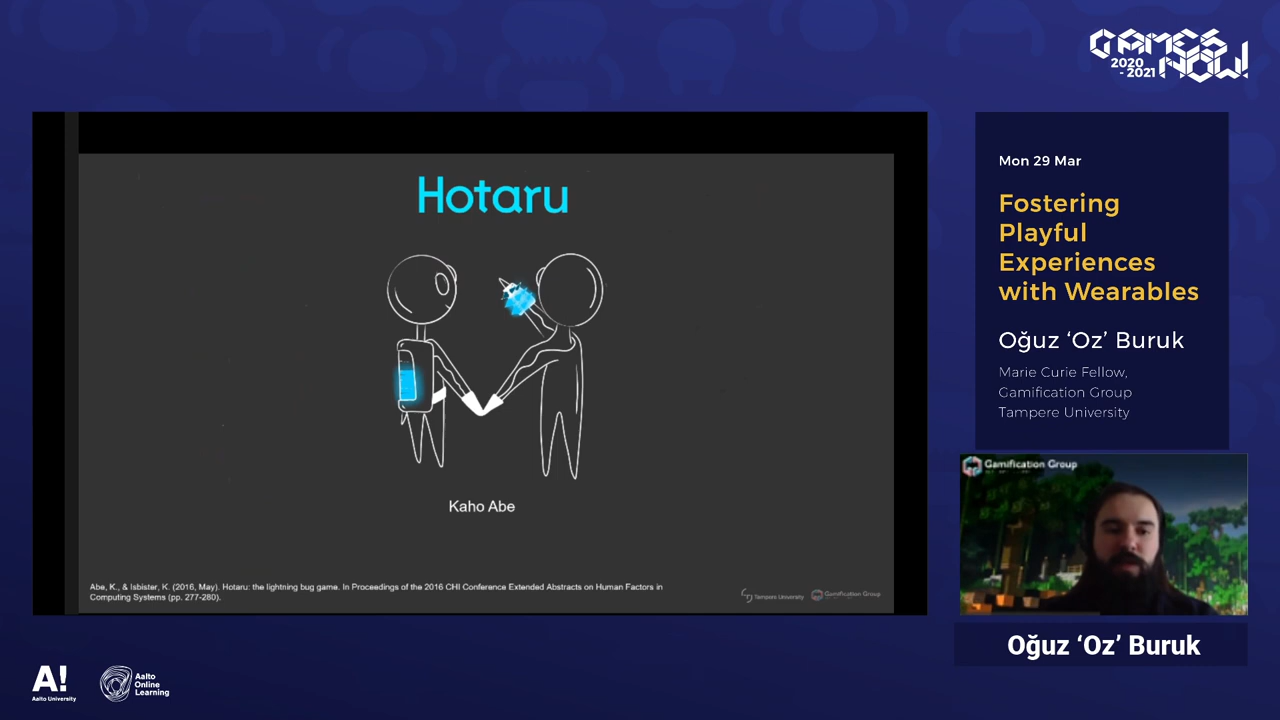 GAMES
NOW!
2020
- 2021
Hotaru
Kaho Abe
Abe, K., & Isbister, K. (2016, May). Hotaru: the lightning bug game. In Proceedings of the 2016 CHI Conference Extended Abstracts on Human Factors in
Computing Systems (pp. 277-280).
Tampere University
Gamification Group
Mon 29 Mar
Fostering
Playful
Experiences
with Wearables
Oğuz ‘Oz’ Buruk
Marie Curie Fellow,
Gamification Group
Tampere University
Gamification Group
Oğuz ‘Oz’ Buruk
A!
Aalto University
Aalto
Online
Learning